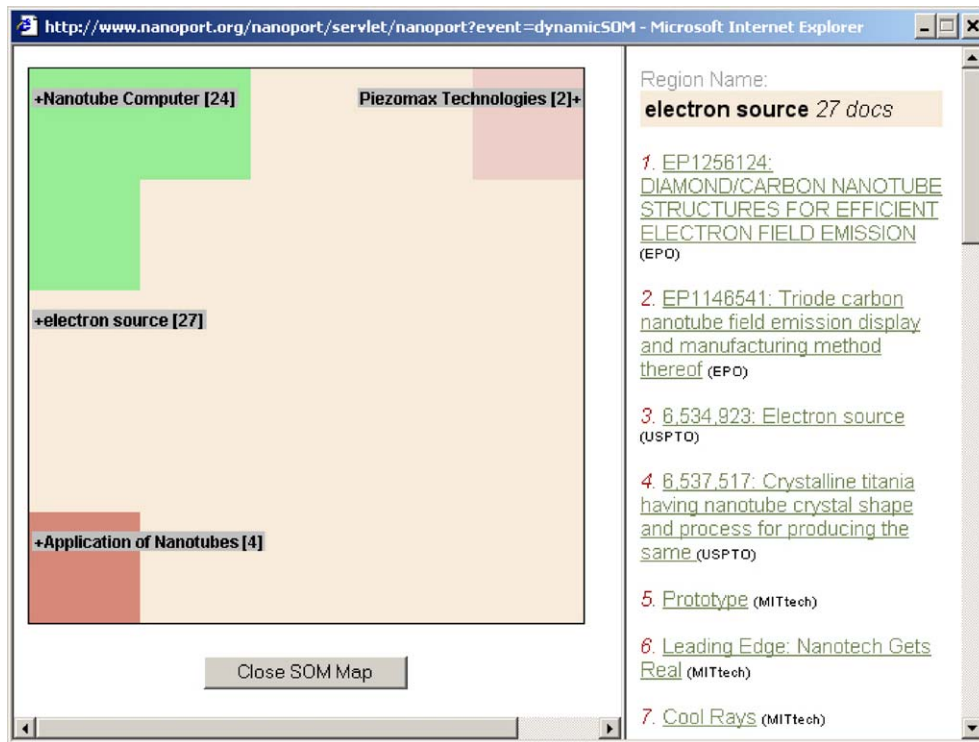 http://www.nanoport.org/nanoport/servlet/nanoport?event=dynamicSOM - Microsoft Internet Explorer
+Nanotube Computer [24]
Piezomax Technologies [2]+
+electron source [27]
+Application of Nanotubes [4]
Close SOM Map
Region Name:
electron source 27 docs
1. EP1256124:
DIAMOND/CARBON NANOTUBE
STRUCTURES FOR EFFICIENT
ELECTRON FIELD EMISSION
(EPO)
2. EP1146541: Triode carbon
nanotube field emission display
and manufacturing method
thereof (EPO)
3. 6,534,923: Electron source
(USPTO)
4. 6,537,517: Crystalline titania
having nanotube crystal shape
and process for producing the
same (USPTO)
5. Prototype (MITtech)
6. Leading Edge: Nanotech Gets
Real (MITtech)
7. Cool Rays (MITtech)